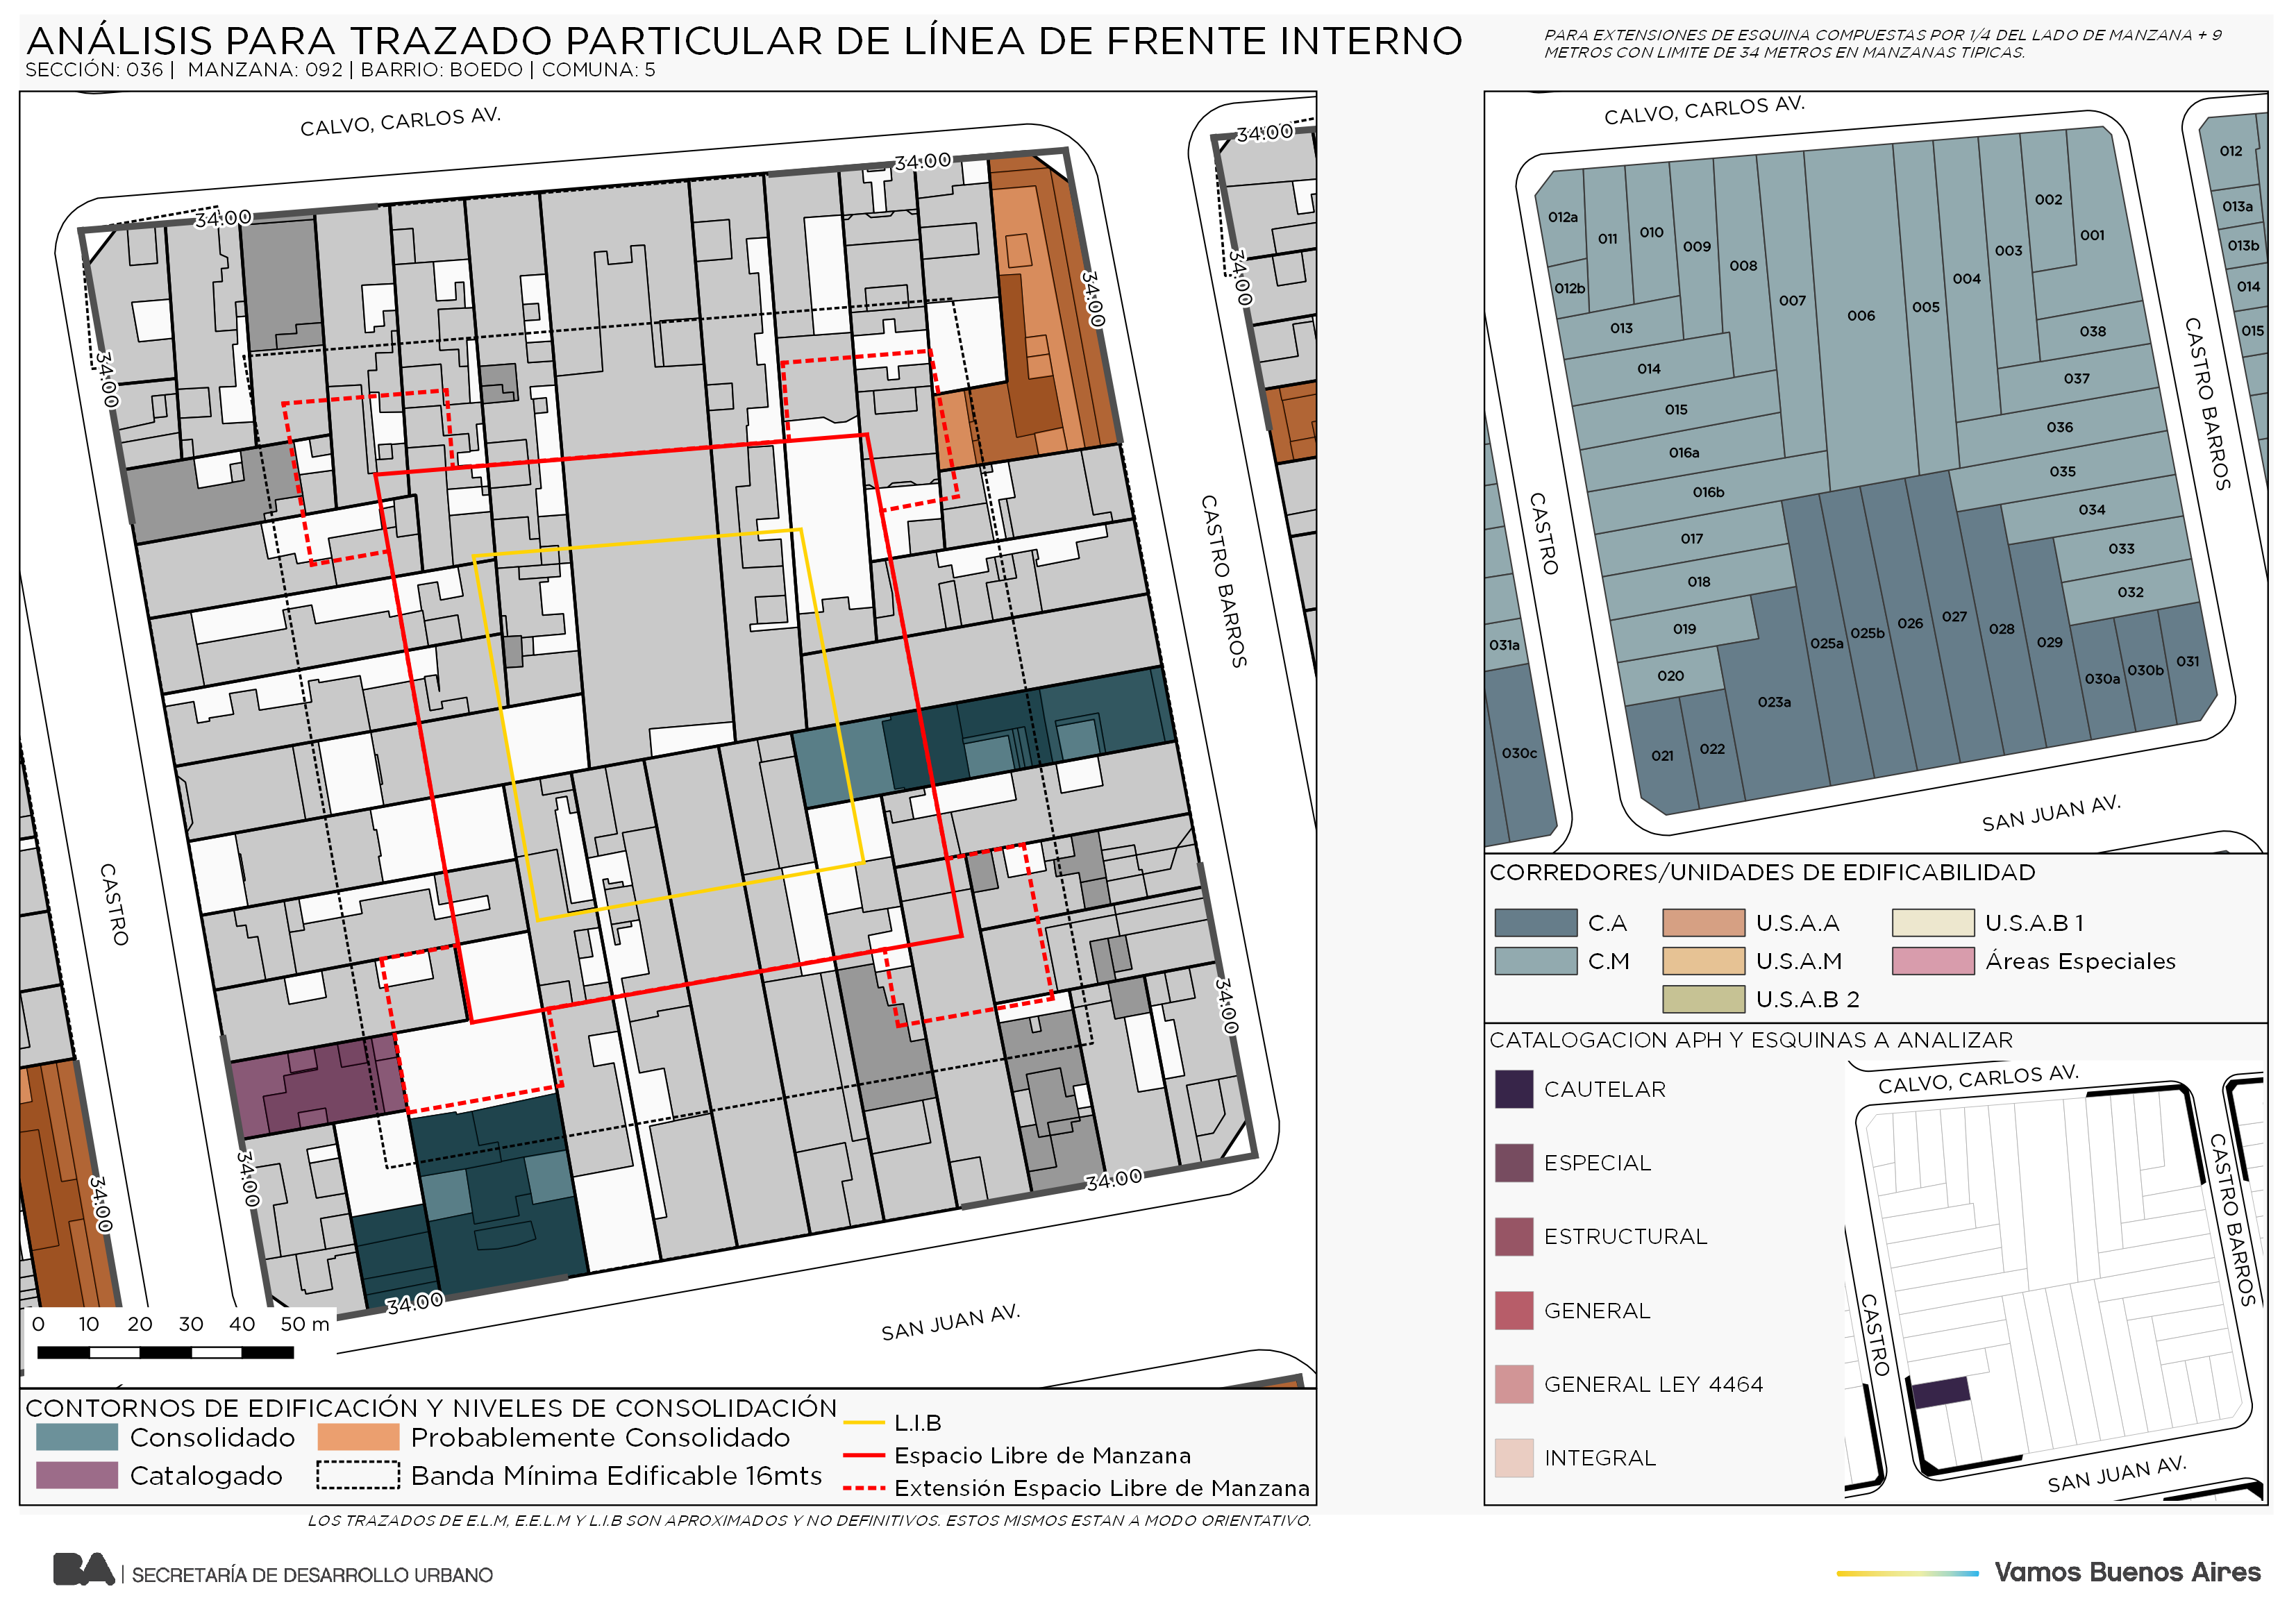 ANÁLISIS PARA TRAZADO PARTICULAR DE LÍNEA DE FRENTE INTERNO
SECCIÓN: 036 | MANZANA: 092 | BARRIO: BOEDO | COMUNA: 5
PARA EXTENSIONES DE ESQUINA COMPUESTAS POR 1/4 DEL LADO DE MANZANA + 9
METROS CON LIMITE DE 34 METROS EN MANZANAS TIPICAS.
CALVO, CARLOS AV.
34.00
34.00
34.00
34.00
34.00
34.00
CASTRO BARROS
CASTRO
34.00
34.00
34.00
34.00
34.00
SAN JUAN AV.
0 10 20 30 40 50 m
CONTORNOS DE EDIFICACIÓN Y NIVELES DE CONSOLIDACIÓN
Consolidado
Probablemente Consolidado
Catalogado
Banda Mínima Edificable 16mts
L.I.B
Espacio Libre de Manzana
Extensión Espacio Libre de Manzana
LOS TRAZADOS DE E.L.M, E.E.L.M Y L.I.B SON APROXIMADOS Y NO DEFINITIVOS. ESTOS MISMOS ESTAN A MODO ORIENTATIVO.
CALVO, CARLOS AV.
012a
011
010
009
008
007
006
005
004
003
002
001
012
013a
013b
014
015
012b
013
014
015
016a
016b
017
018
019
020
021
022
023a
025a
025b
026
027
028
029
030a
030b
031
032
033
034
035
036
037
038
031a
030c
CASTRO
CASTRO BARROS
SAN JUAN AV.
CORREDORES/UNIDADES DE EDIFICABILIDAD
C.A
U.S.A.A
U.S.A.B 1
C.M
U.S.A.M
Áreas Especiales
U.S.A.B 2
CATALOGACION APH Y ESQUINAS A ANALIZAR
CAUTELAR
ESPECIAL
ESTRUCTURAL
GENERAL
GENERAL LEY 4464
INTEGRAL
CALVO, CARLOS AV.
CASTRO BARROS
CASTRO
SAN JUAN AV.
BA | SECRETARÍA DE DESARROLLO URBANO
Vamos Buenos Aires